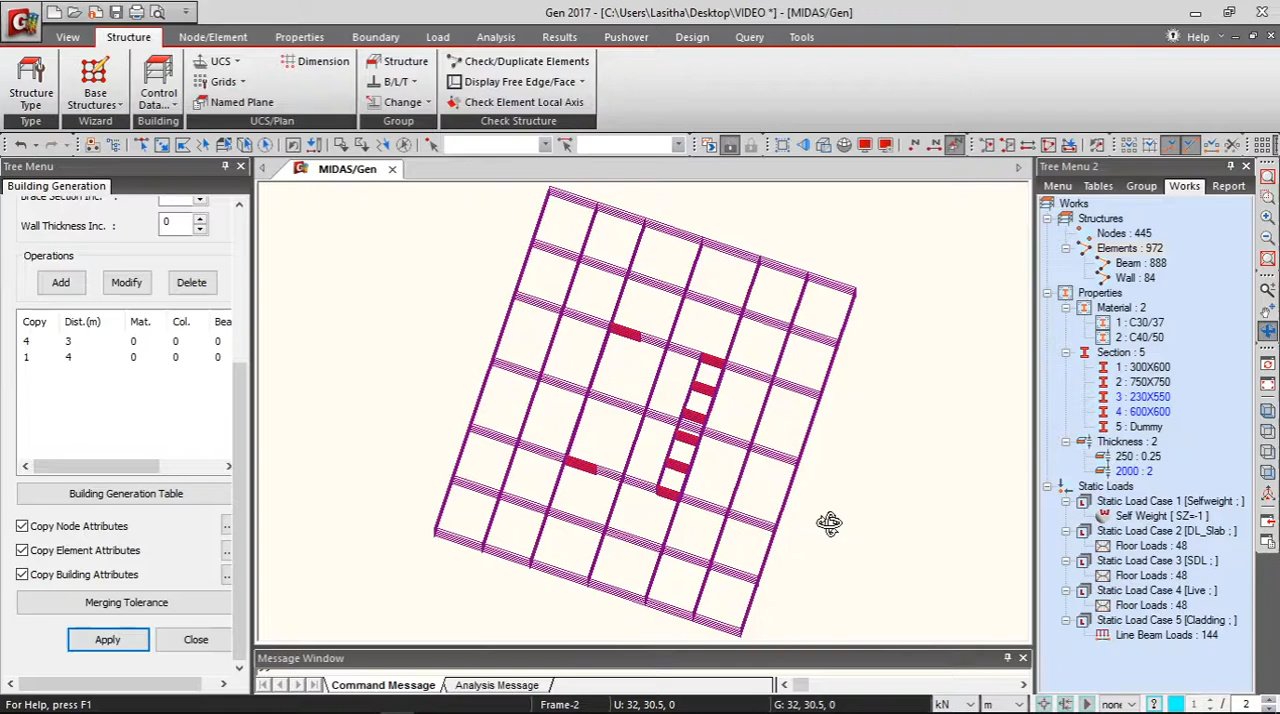 Gen 2017 - [C:\Users\Lasitha\Desktop\VIDEO *] - [MIDAS/Gen]
View Structure Node/Element Properties Boundary Load Analysis Results Pushover Design Query Tools Help
Structure Type
Base Structures
Control Data...
UCS
Grids
Named Plane
Dimension
Structure
B/L/T
Change
Check/Duplicate Elements
Display Free Edge/Face
Check Element Local Axis
Type Wizard Building UCS/Plan Group Check Structure
Tree Menu
Building Generation
Wall Thickness Inc. : 0
Operations
Add Modify Delete
Copy Dist.(m) Mat. Col. Bea
4 3 0 0 0
1 4 0 0 0
Building Generation Table
Copy Node Attributes
Copy Element Attributes
Copy Building Attributes
Merging Tolerance
Apply Close
MIDAS/Gen
Message Window
Command Message Analysis Message
Tree Menu 2
Menu Tables Group Works Report
Works
Structures
Nodes : 445
Elements : 972
Beam : 888
Wall : 84
Properties
Material : 2
1 : C30/37
2 : C40/50
Section : 5
1 : 300X600
2 : 750X750
3 : 230X550
4 : 600X600
5 : Dummy
Thickness : 2
250 : 0.25
2000 : 2
Static Loads
Static Load Case 1 [Selfweight ;
Self Weight [ SZ=-1 ]
Static Load Case 2 [DL_Slab ; ]
Floor Loads : 48
Static Load Case 3 [SDL ; ]
Floor Loads : 48
Static Load Case 4 [Live ; ]
Floor Loads : 48
Static Load Case 5 [Cladding ; ]
Line Beam Loads : 144
For Help, press F1 Frame-2 U: 32, 30.5, 0 G: 32, 30.5, 0 kN m non 1 / 2